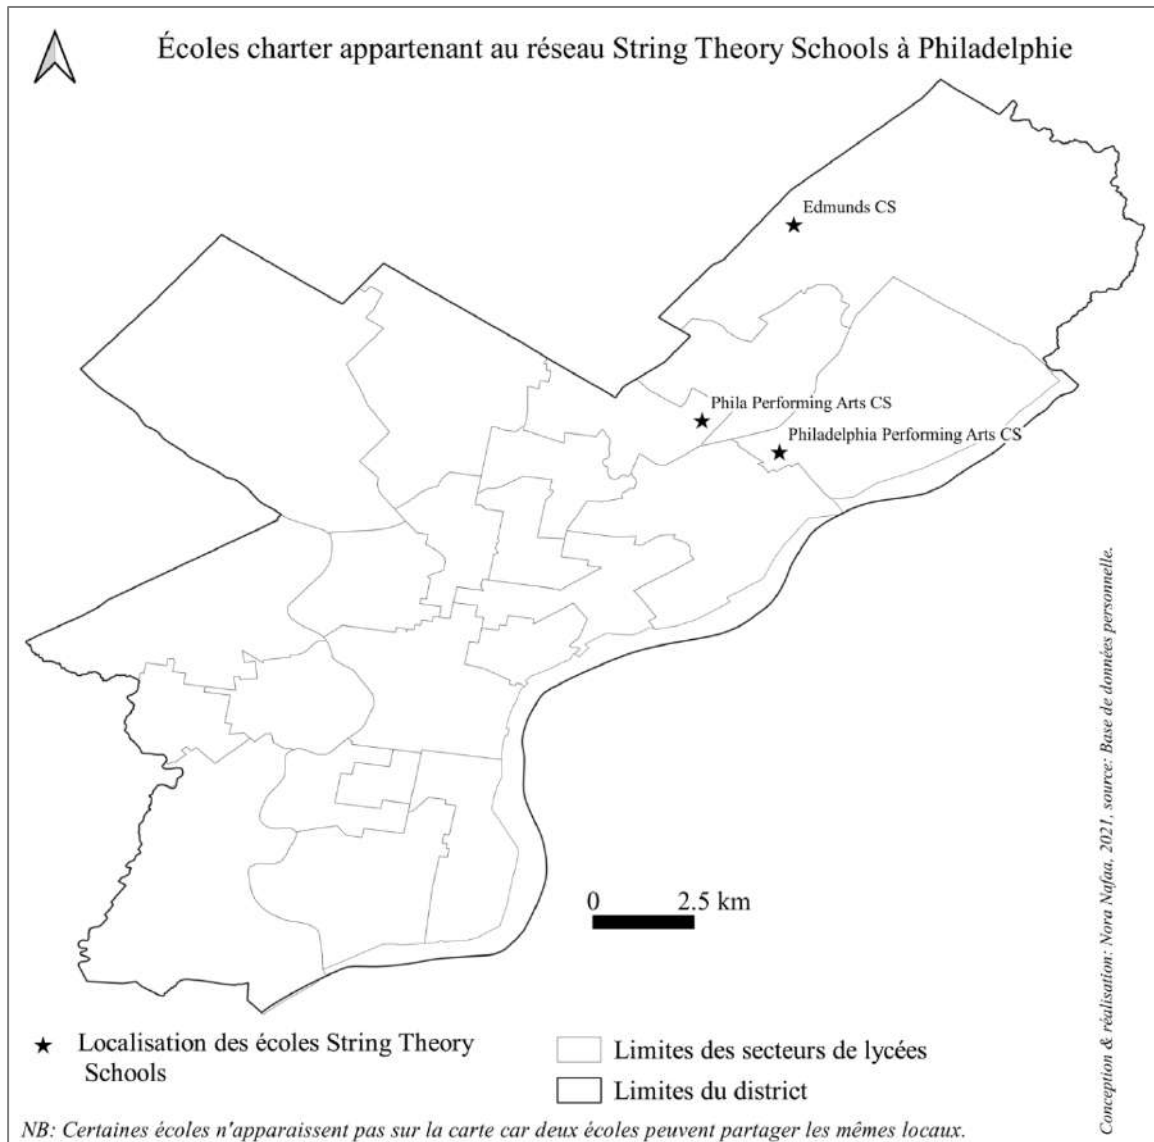 Écoles charter appartenant au réseau String Theory Schools à Philadelphie
Edmunds CS
Phila Performing Arts CS
Philadelphia Performing Arts CS
0 2.5 km
Conception & réalisation: Nora Nafaa, 2021, source: Base de données personnelle.
Localisation des écoles String Theory
Schools
Limites des secteurs de lycées
Limites du district
NB: Certaines écoles n'apparaissent pas sur la carte car deux écoles peuvent partager les mêmes locaux.